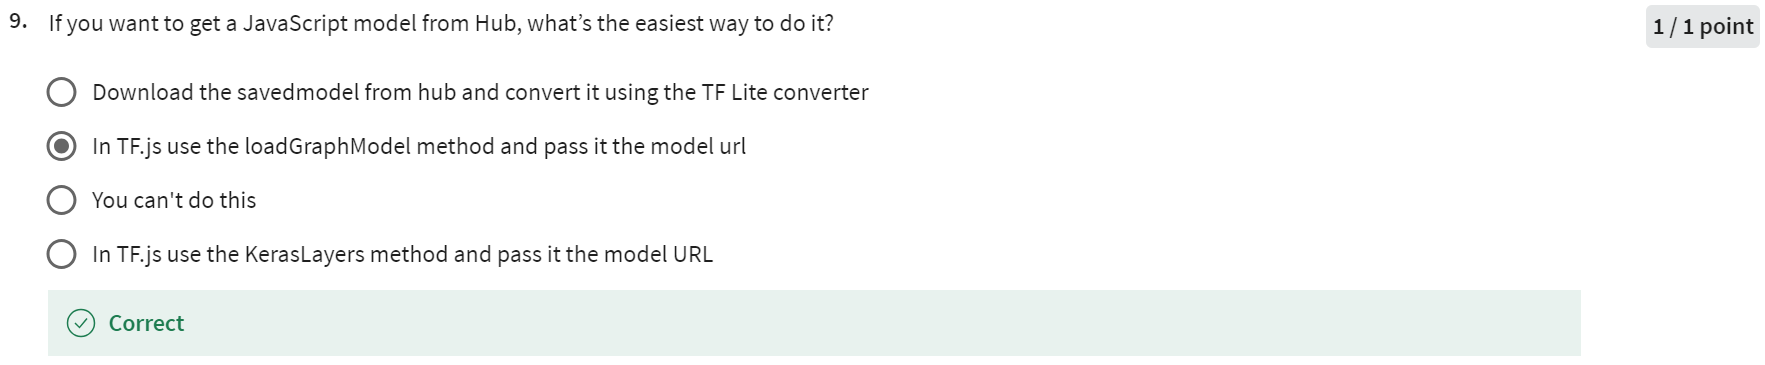 9. If you want to get a JavaScript model from Hub, what’s the easiest way to do it?
1 / 1 point
Download the savedmodel from hub and convert it using the TF Lite converter
In TF.js use the loadGraphModel method and pass it the model url
You can't do this
In TF.js use the KerasLayers method and pass it the model URL
Correct